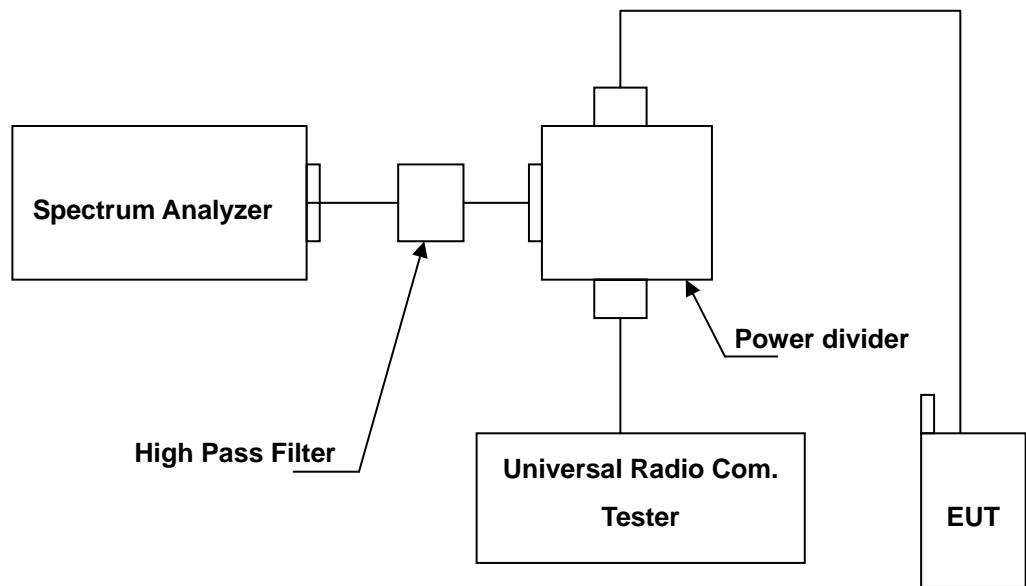 Spectrum Analyzer
Power divider
High Pass Filter
Universal Radio Com.
Tester
EUT